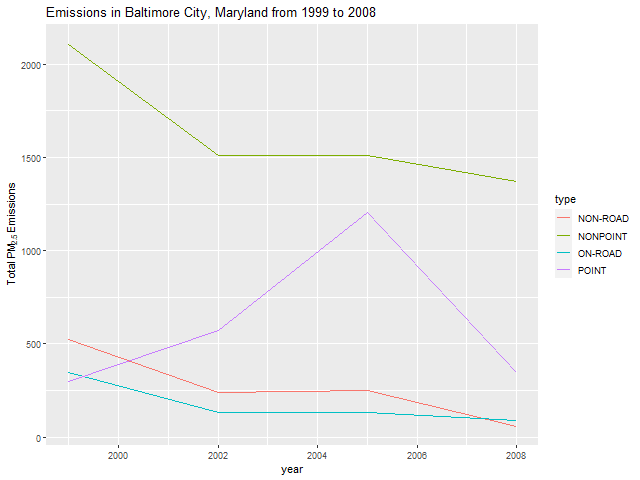 Emissions in Baltimore City, Maryland from 1999 to 2008
Total PM2.5 Emissions
2000
1500
1000
500
0
2000
2002
2004
2006
2008
year
type
NON-ROAD
NONPOINT
ON-ROAD
POINT